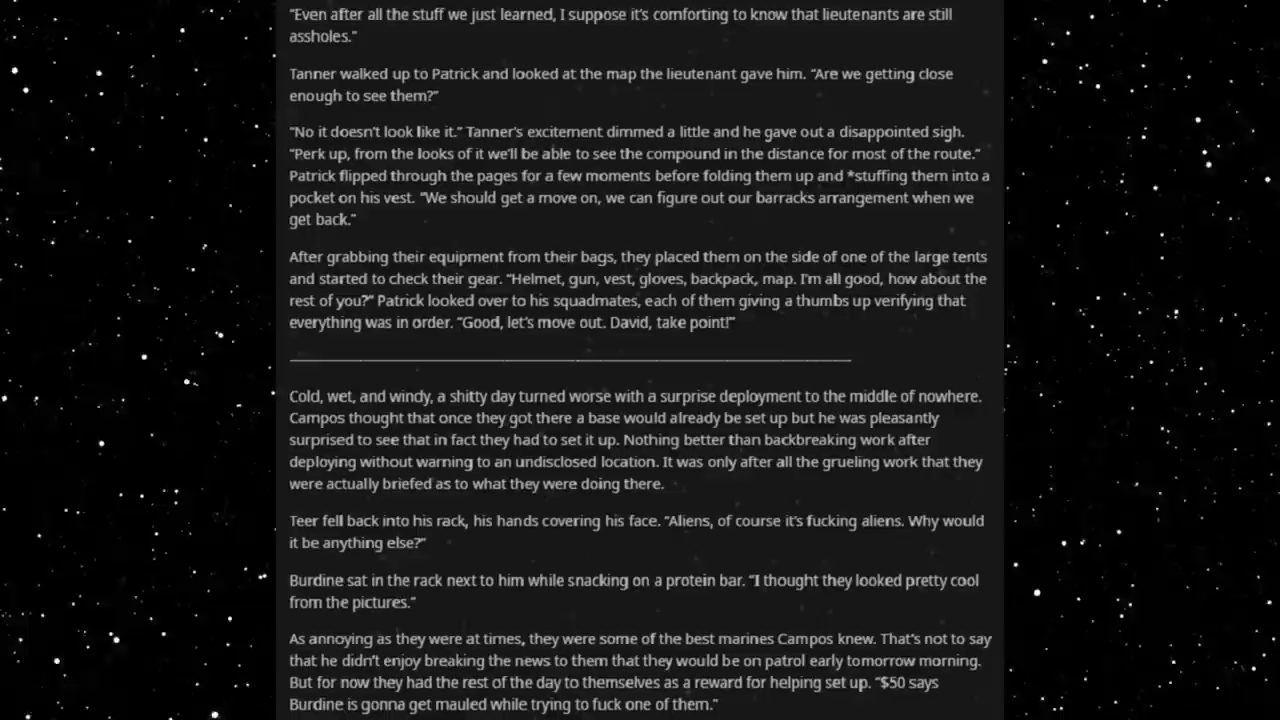 “Even after all the stuff we just learned, I suppose it’s comforting to know that lieutenants are still
assholes.”
Tanner walked up to Patrick and looked at the map the lieutenant gave him. “Are we getting close
enough to see them?”
“No it doesn’t look like it.” Tanner’s excitement dimmed a little and he gave out a disappointed sigh.
“Perk up, from the looks of it we’ll be able to see the compound in the distance for most of the route.”
Patrick flipped through the pages for a few moments before folding them up and *stuffing them into a
pocket on his vest. “We should get a move on, we can figure out our barracks arrangement when we
get back.”
After grabbing their equipment from their bags, they placed them on the side of one of the large tents
and started to check their gear. “Helmet, gun, vest, gloves, backpack, map. I’m all good, how about the
rest of you?” Patrick looked over to his squadmates, each of them giving a thumbs up verifying that
everything was in order. “Good, let’s move out. David, take point!”
Cold, wet, and windy, a shitty day turned worse with a surprise deployment to the middle of nowhere.
Campos thought that once they got there a base would already be set up but he was pleasantly
surprised to see that in fact they had to set it up. Nothing better than backbreaking work after
deploying without warning to an undisclosed location. It was only after all the grueling work that they
were actually briefed as to what they were doing there.
Teer fell back into his rack, his hands covering his face. “Aliens, of course it’s fucking aliens. Why would
it be anything else?”
Burdine sat in the rack next to him while snacking on a protein bar. “I thought they looked pretty cool
from the pictures.”
As annoying as they were at times, they were some of the best marines Campos knew. That’s not to say
that he didn’t enjoy breaking the news to them that they would be on patrol early tomorrow morning.
But for now they had the rest of the day to themselves as a reward for helping set up. “$50 says
Burdine is gonna get mauled while trying to fuck one of them.”